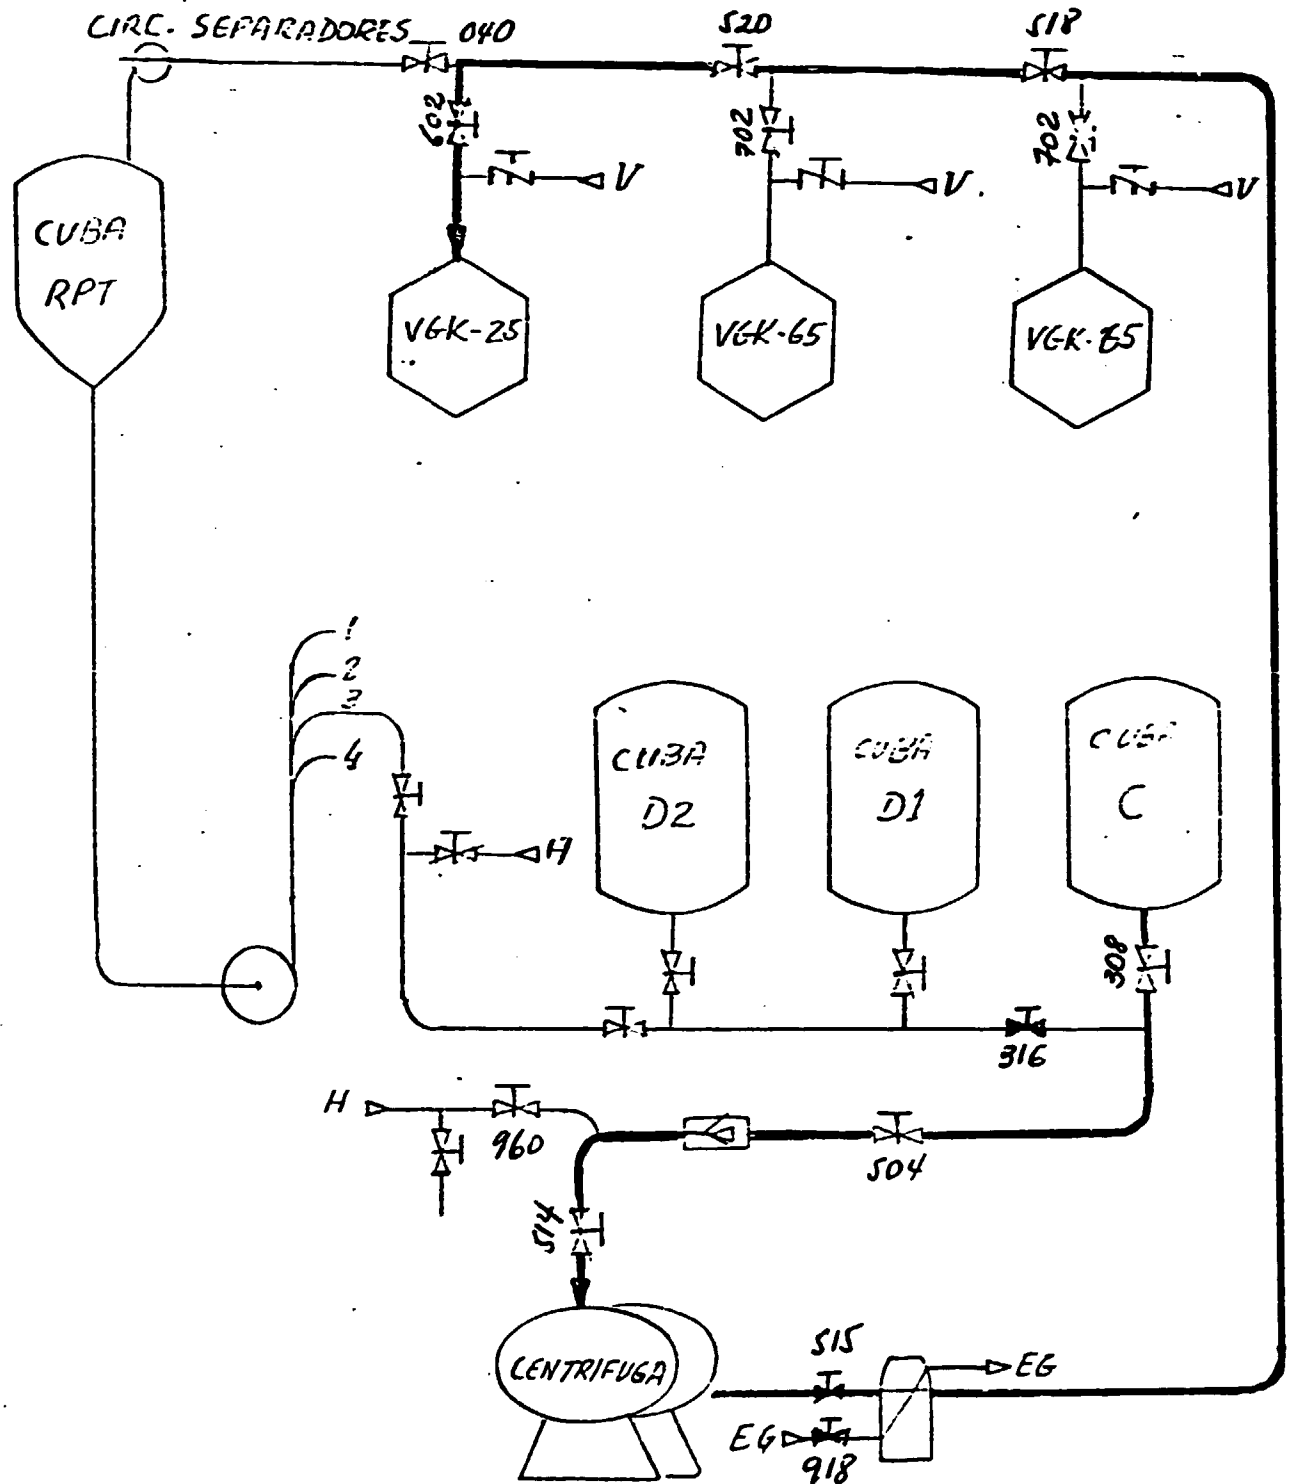 CIRC. SEPARADORES 040
520
518
602
702
702
V
V.
V
CUBA
RPT
VGK-25
VGK-65
VGK-85
1
2
3
4
CUBA
D2
CUBA
D1
CUBA
C
H
308
316
H
960
504
514
CENTRIFUGA
515
EG
EG
918